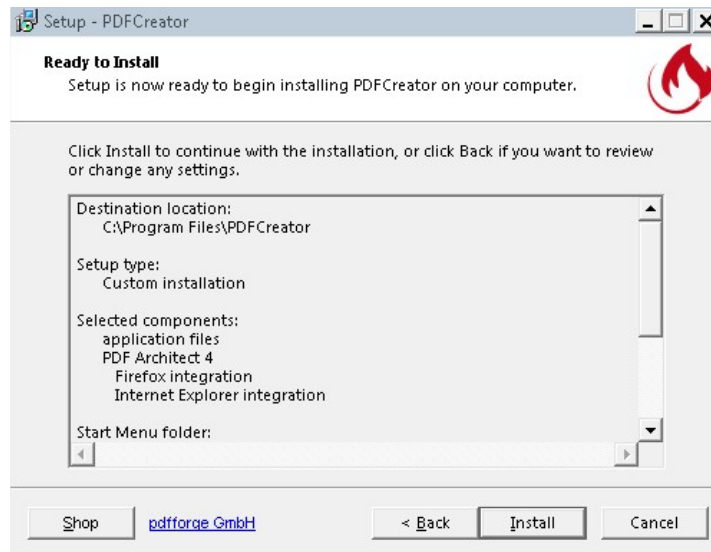 Setup - PDFCreator
Ready to Install
Setup is now ready to begin installing PDFCreator on your computer.
Click Install to continue with the installation, or click Back if you want to review
or change any settings.
Destination location:
C:\Program Files\PDFCreator
Setup type:
Custom installation
Selected components:
application files
PDF Architect 4
Firefox integration
Internet Explorer integration
Start Menu folder:
Shop
pdfforge GmbH
< Back
Install
Cancel